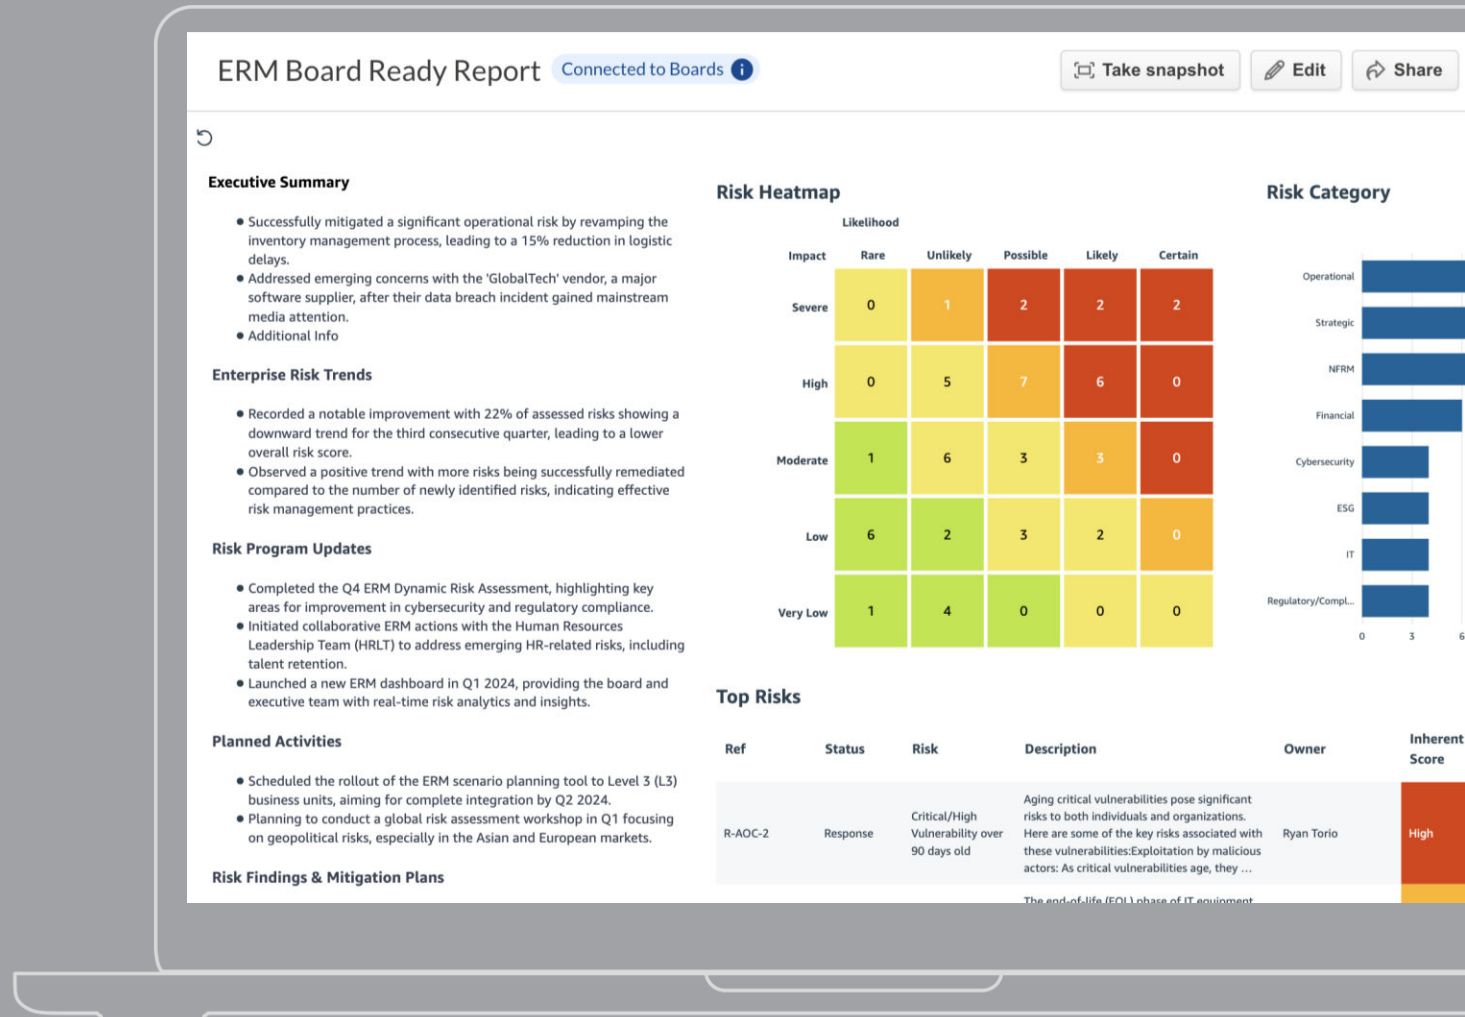 ERM Board Ready Report
Connected to Boards
i
Take snapshot
Edit
Share
Executive Summary
Successfully mitigated a significant operational risk by revamping the
inventory management process, leading to a 15% reduction in logistic
delays.
Addressed emerging concerns with the 'GlobalTech' vendor, a major
software supplier, after their data breach incident gained mainstream
media attention.
Additional Info
Enterprise Risk Trends
Recorded a notable improvement with 22% of assessed risks showing a
downward trend for the third consecutive quarter, leading to a lower
overall risk score.
Observed a positive trend with more risks being successfully remediated
compared to the number of newly identified risks, indicating effective
risk management practices.
Risk Program Updates
Completed the Q4 ERM Dynamic Risk Assessment, highlighting key
areas for improvement in cybersecurity and regulatory compliance.
Initiated collaborative ERM actions with the Human Resources
Leadership Team (HRLT) to address emerging HR-related risks, including
talent retention.
Launched a new ERM dashboard in Q1 2024, providing the board and
executive team with real-time risk analytics and insights.
Planned Activities
Scheduled the rollout of the ERM scenario planning tool to Level 3 (L3)
business units, aiming for complete integration by Q2 2024.
Planning to conduct a global risk assessment workshop in Q1 focusing
on geopolitical risks, especially in the Asian and European markets.
Risk Findings & Mitigation Plans
Risk Heatmap
Likelihood
Impact Rare Unlikely Possible Likely Certain
Severe 0 1 2 2 2
High 0 5 7 6 0
Moderate 1 6 3 3 0
Low 6 2 3 2 0
Very Low 1 4 0 0 0
Risk Category
Operational
Strategic
NFRM
Financial
Cybersecurity
ESG
IT
Regulatory/Compl...
0 3 6
Top Risks
Ref Status Risk Description Owner Inherent
Score
R-AOC-2
Response
Critical/High
Vulnerability over
90 days old
Aging critical vulnerabilities pose significant
risks to both individuals and organizations.
Here are some of the key risks associated with
these vulnerabilities:Exploitation by malicious
actors: As critical vulnerabilities age, they ...
Ryan Torio
High
The end-of-life (EOL) phase of IT equipment